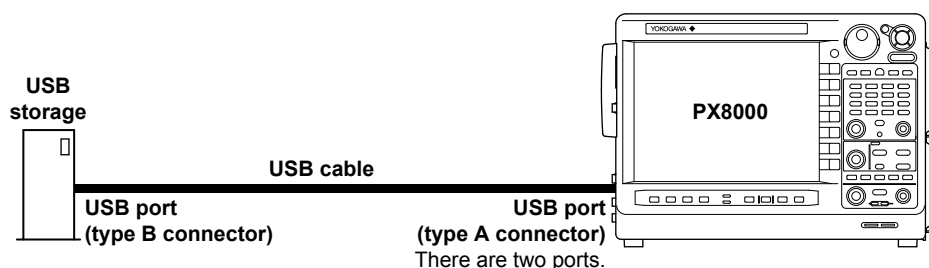 YOKOGAWA
PX8000
USB
storage
USB cable
USB port
(type B connector)
USB port
(type A connector)
There are two ports.